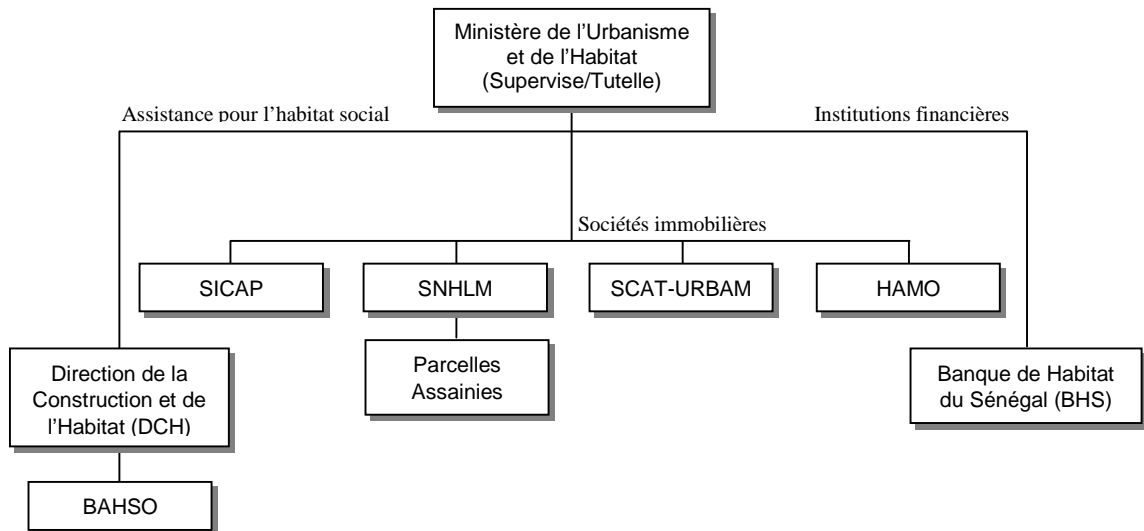 Ministère de l'Urbanisme
et de l'Habitat
(Supervise/Tutelle)
Assistance pour l'habitat social
Institutions financières
Sociétés immobilières
SICAP
SNHLM
SCAT-URBAM
HAMO
Parcelles
Assainies
Direction de la
Construction et de
l'Habitat (DCH)
Banque de Habitat
du Sénégal (BHS)
BAHSO